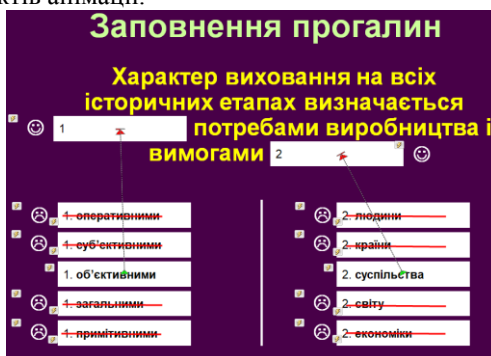 ктів анімації.
Заповнення прогалин
Характер виховання на всіх
історичних етапах визначається
1 потребами виробництва і
вимогами 2
1. оперативними
1. суб'єктивними
1. об'єктивними
1. загальними
1. примітивними
2. людини
2. країни
2. суспільства
2. світу
2. економіки